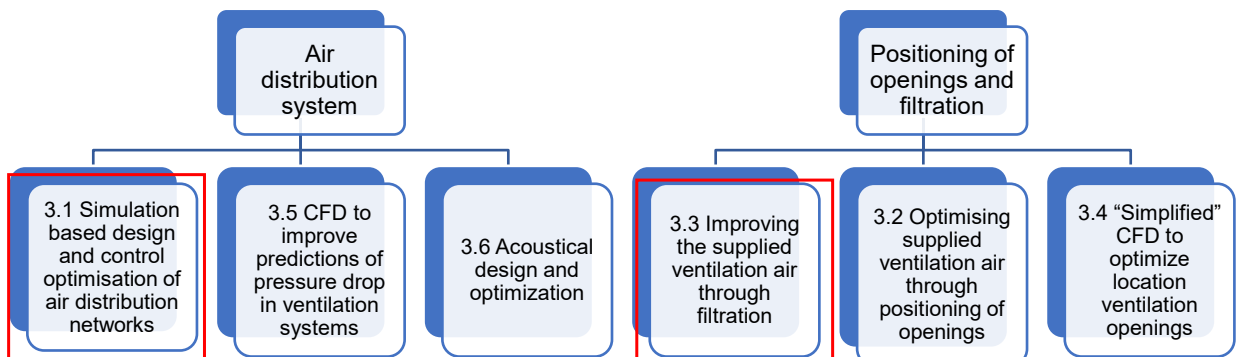 Air
distribution
system
Positioning of
openings and
filtration
3.1 Simulation
based design
and control
optimisation of
air distribution
networks
3.5 CFD to
improve
predictions of
pressure drop
in ventilation
systems
3.6 Acoustical
design and
optimization
3.3 Improving
the supplied
ventilation air
through
filtration
3.2 Optimising
supplied
ventilation air
through
positioning of
openings
3.4 “Simplified”
CFD to
optimize
location
ventilation
openings